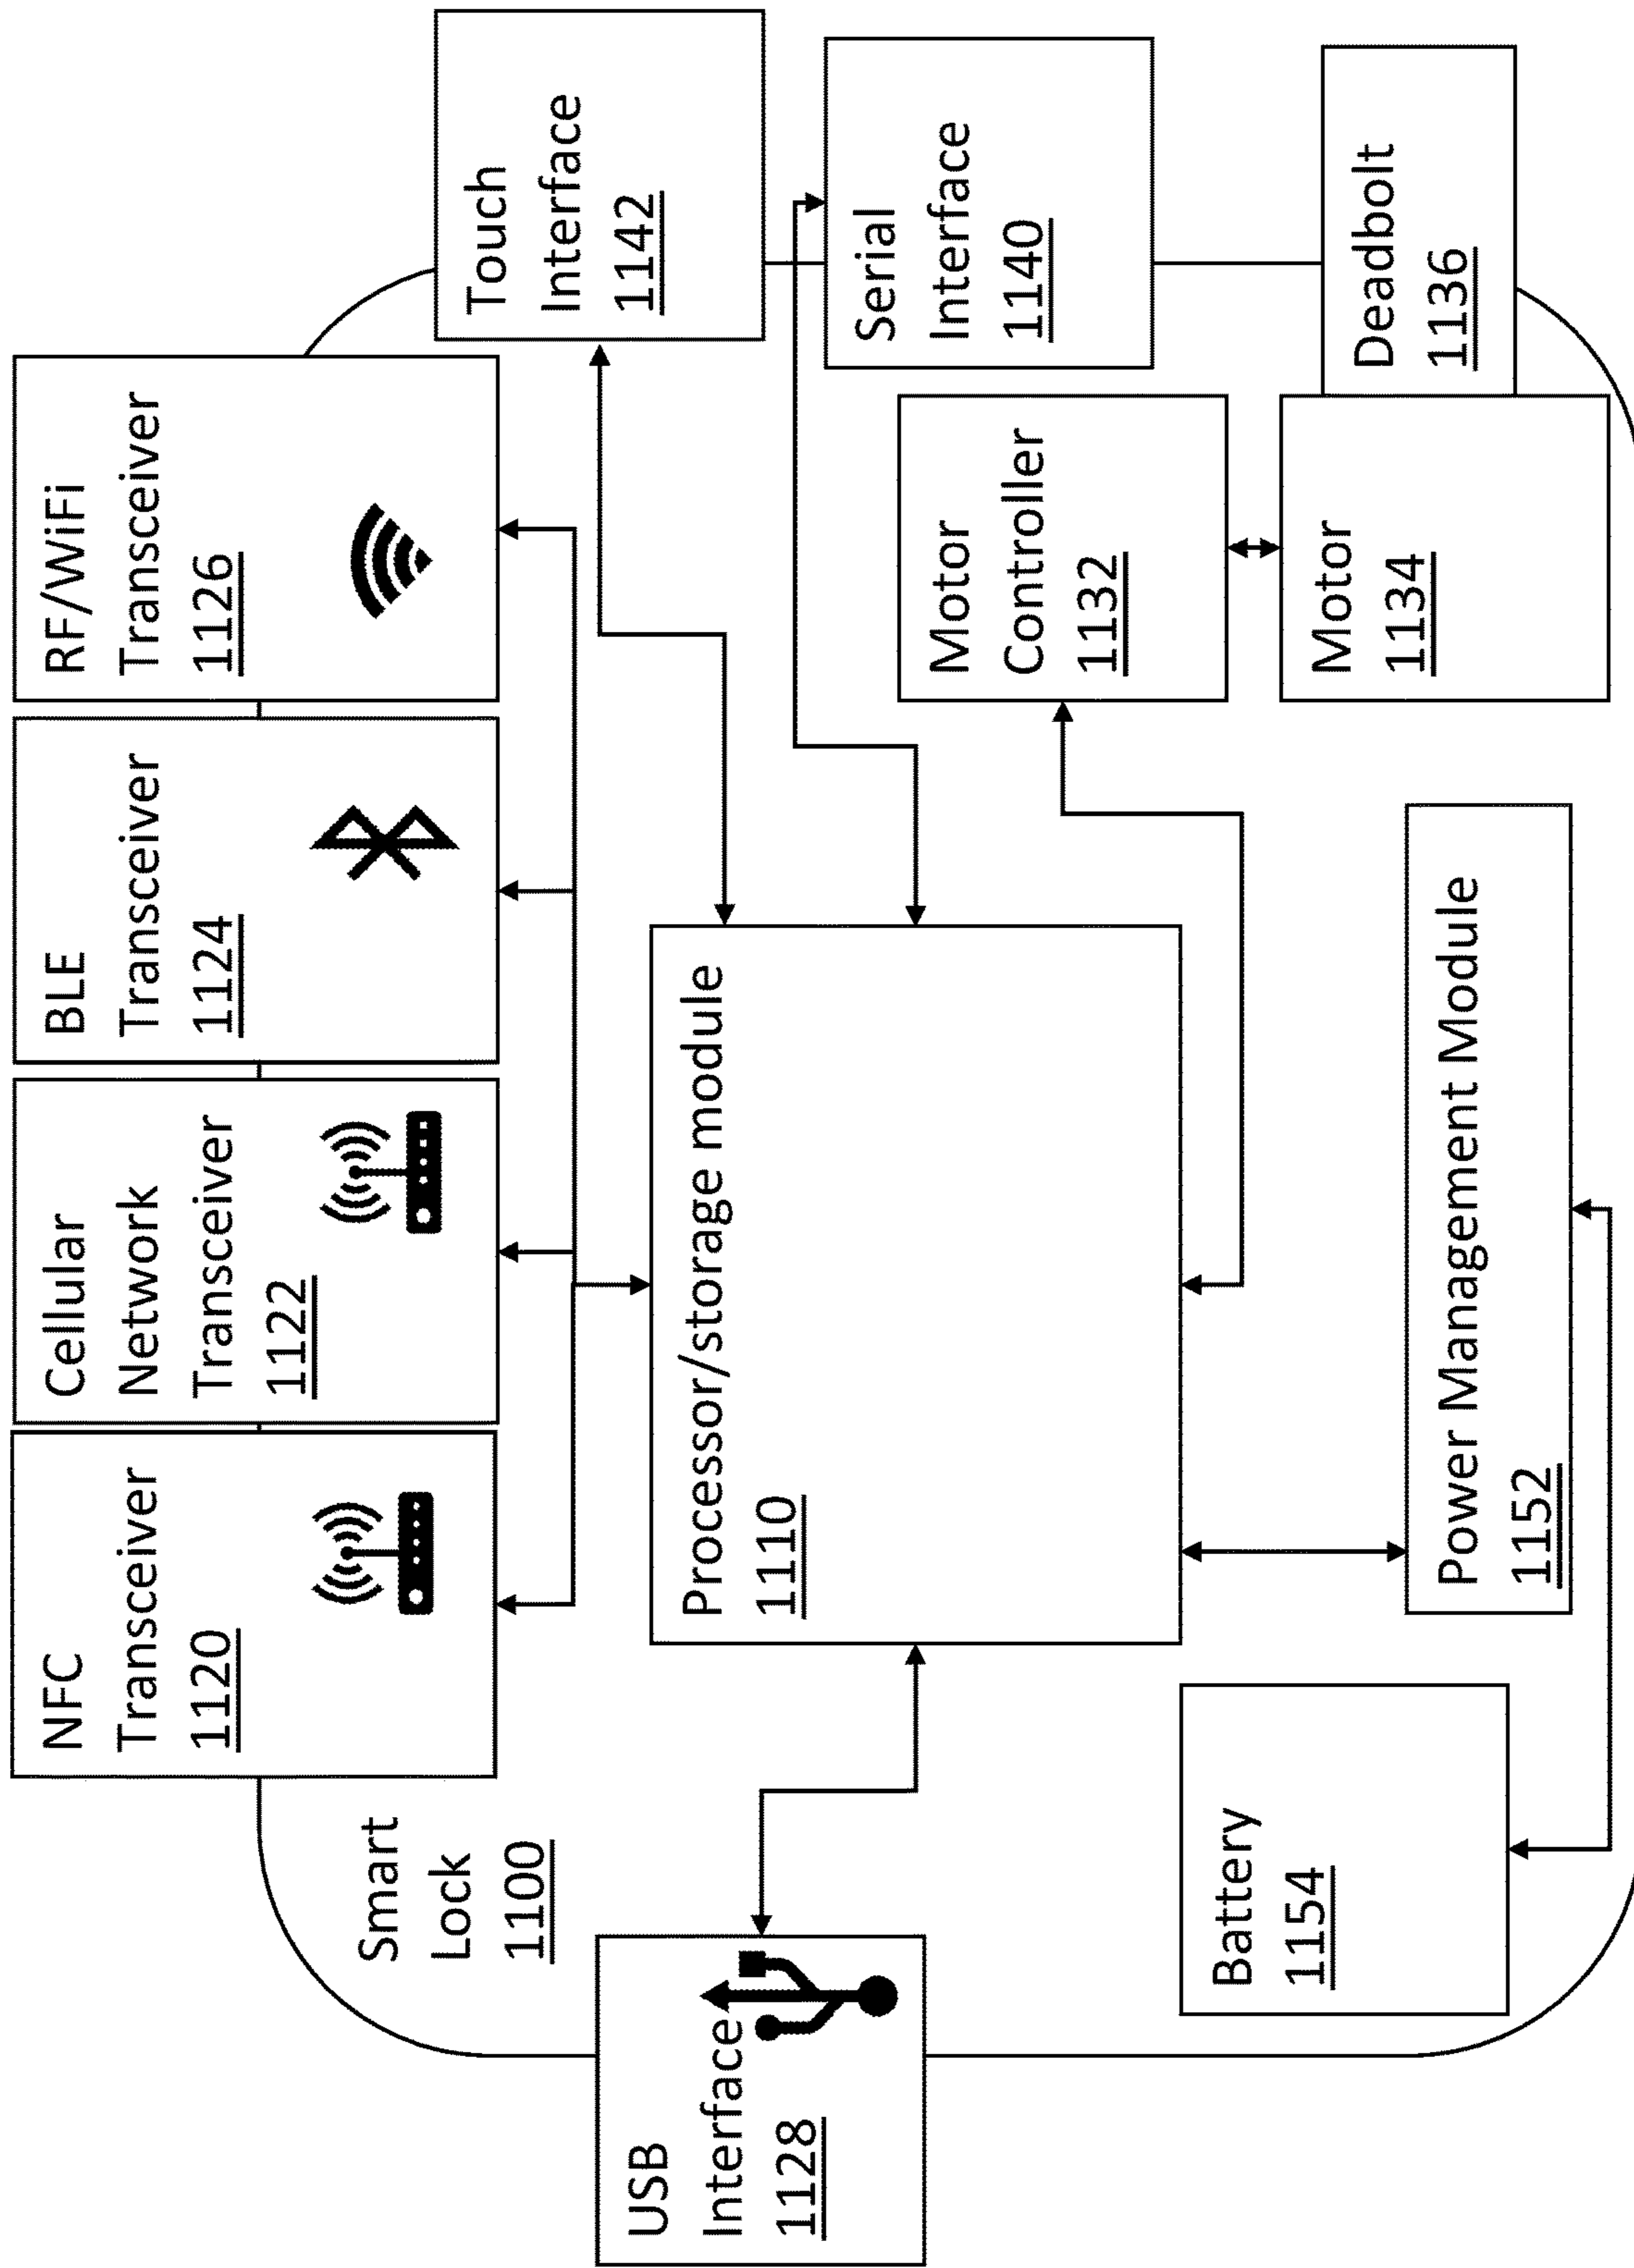 NFC
Transceiver
1120
Cellular
Network
Transceiver
1122
BLE
Transceiver
1124
RF/WiFi
Transceiver
1126
Smart
Lock
1100
Touch
Interface
1142
USB
Interface
1128
Processor/storage module
1110
Serial
Interface
1140
Motor
Controller
1132
Battery
1154
Power Management Module
1152
Motor
1134
Deadbolt
1136